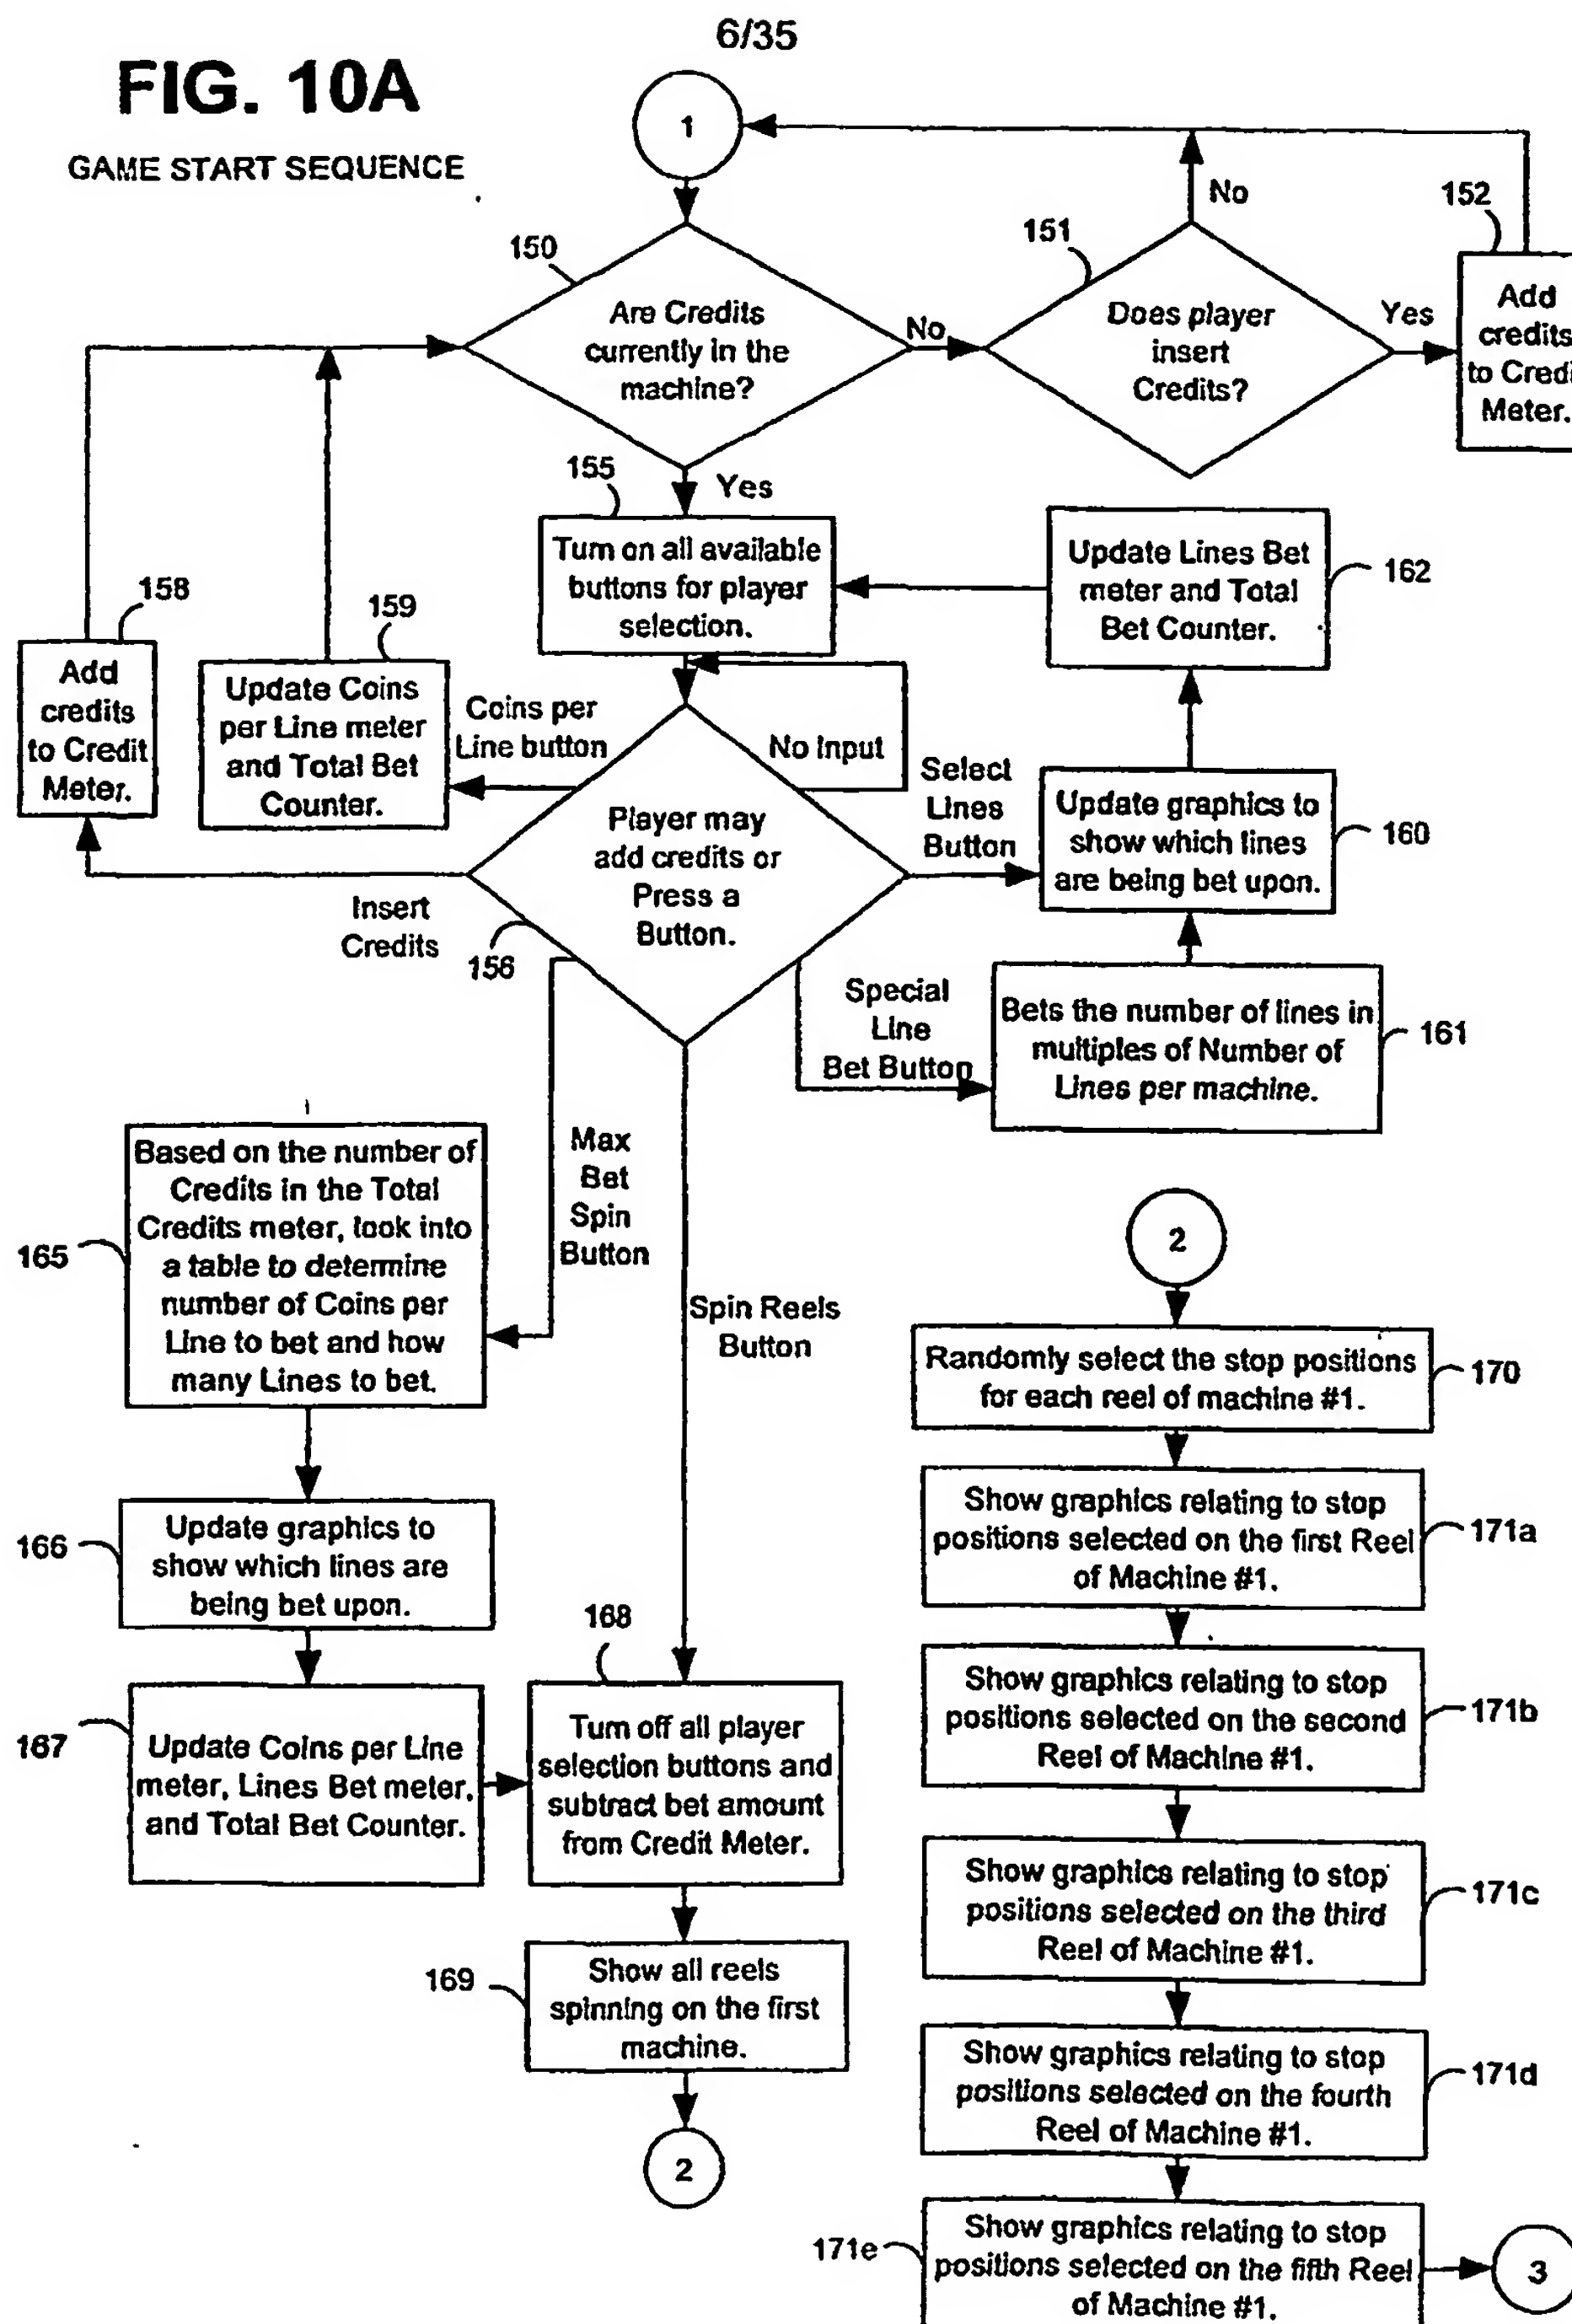 6/35
FIG. 10A
GAME START SEQUENCE
1
150
Are Credits
currently in the
machine?
No
151
Does player
insert
Credits?
No
Yes
152
Add
credits
to Credi
Meter.
Yes
155
Turn on all available
buttons for player
selection.
Update Lines Bet
meter and Total
Bet Counter.
162
158
Add
credits
to Credit
Meter.
159
Update Coins
per Line meter
and Total Bet
Counter.
Coins per
Line button
No Input
Select
Lines
Button
Update graphics to
show which lines
are being bet upon.
160
Player may
add credits or
Press a
Button.
156
Insert
Credits
Special
Line
Bet Button
Bets the number of lines in
multiples of Number of
Lines per machine.
161
Max
Bet
Spin
Button
Spin Reels
Button
165
Based on the number of
Credits in the Total
Credits meter, look into
a table to determine
number of Coins per
Line to bet and how
many Lines to bet.
166
Update graphics to
show which lines are
being bet upon.
167
Update Coins per Line
meter, Lines Bet meter,
and Total Bet Counter.
168
Turn off all player
selection buttons and
subtract bet amount
from Credit Meter.
169
Show all reels
spinning on the first
machine.
2
2
Randomly select the stop positions
for each reel of machine #1.
170
Show graphics relating to stop
positions selected on the first Reel
of Machine #1.
171a
Show graphics relating to stop
positions selected on the second
Reel of Machine #1.
171b
Show graphics relating to stop
positions selected on the third
Reel of Machine #1.
171c
Show graphics relating to stop
positions selected on the fourth
Reel of Machine #1.
171d
171e
Show graphics relating to stop
positions selected on the fifth Reel
of Machine #1.
3